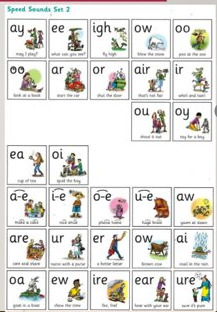 Speed Sounds Set 2
ay ee igh ow oo
may I play? what can you see? fly high blow the snow poo at the zoo
oo ar or air ir
look at a book start the car shut the door that's not fair whirl and twirl
ou oy
shout it out toy for a boy
ea oi
cup of tea spoil the boy
a-e i-e o-e u-e aw
make a cake nice smile phone home huge brute yawn at dawn
are ur er ow ai
care and share nurse with a purse a better letter brown cow snail in the rain
oa ew ire ear ure
goat in a boat chew the stew fire, fire! hear with your ear sure it's pure